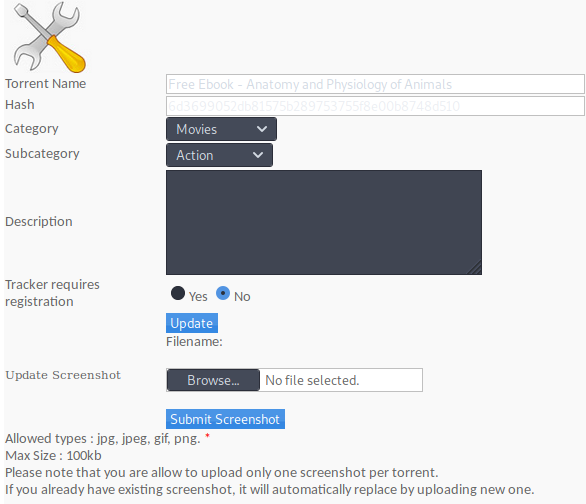 Torrent Name Free Ebook - Anatomy and Physiology of Animals
Hash 6d3699052db81575b289753755f8e00b8748d510
Category Movies
Subcategory Action
Description
Tracker requires
registration
Yes No
Update
Filename:
Update Screenshot Browse... No file selected.
Submit Screenshot
Allowed types : jpg, jpeg, gif, png. *
Max Size : 100kb
Please note that you are allow to upload only one screenshot per torrent.
If you already have existing screenshot, it will automatically replace by uploading new one.